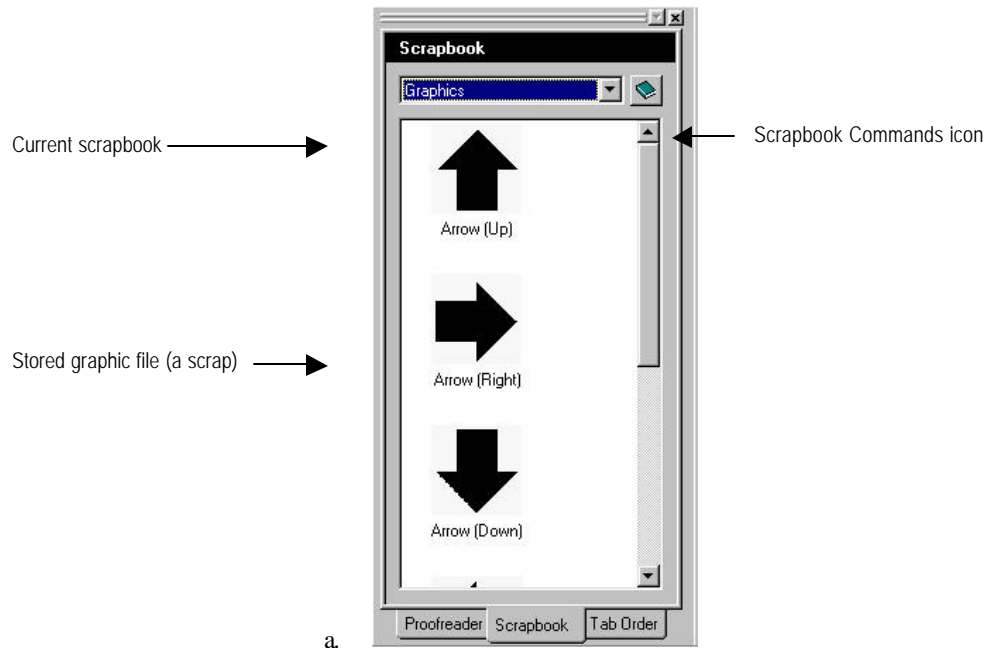 Scrapbook
Graphics
Current scrapbook
Scrapbook Commands icon
Arrow (Up)
Stored graphic file (a scrap)
Arrow (Right)
Arrow (Down)
Proofreader Scrapbook Tab Order
a.